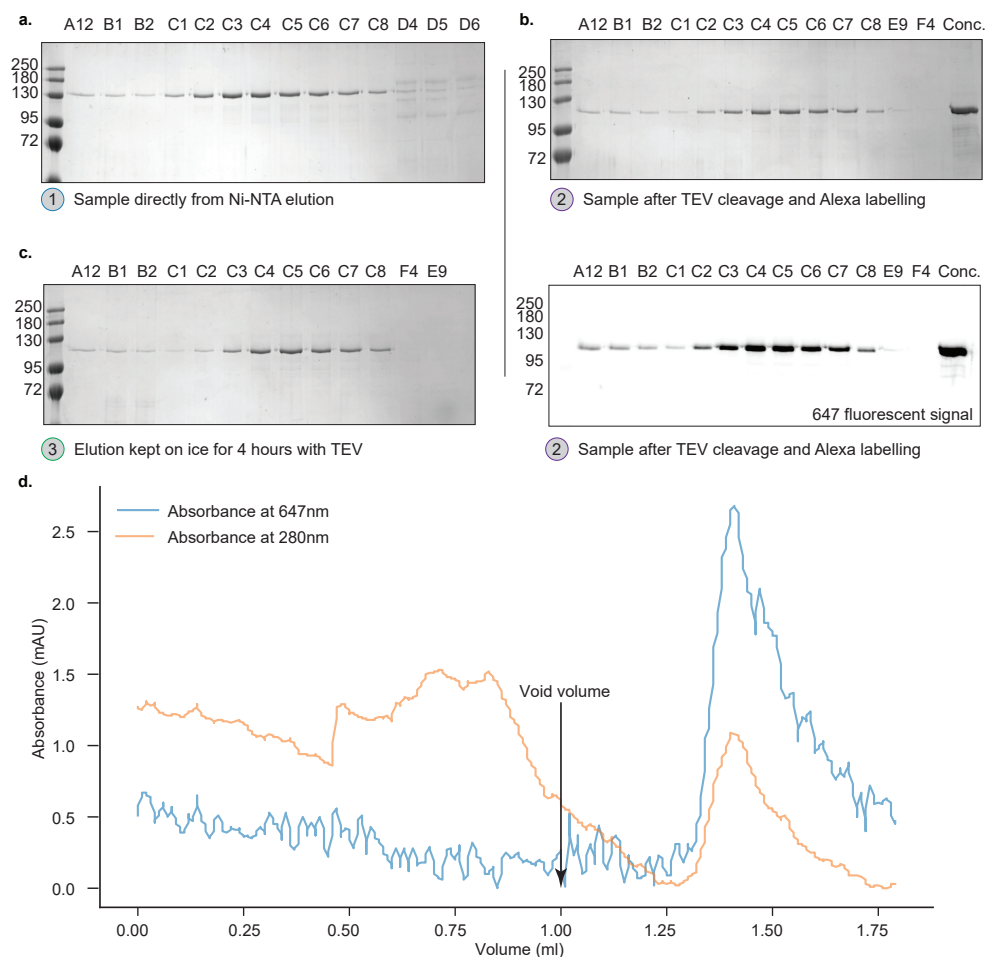 a.
A12 B1 B2 C1 C2 C3 C4 C5 C6 C7 C8 D4 D5 D6
250
180
130
95
72
1 Sample directly from Ni-NTA elution
b.
A12 B1 B2 C1 C2 C3 C4 C5 C6 C7 C8 E9 F4 Conc.
250
180
130
95
72
2 Sample after TEV cleavage and Alexa labelling
c.
A12 B1 B2 C1 C2 C3 C4 C5 C6 C7 C8 F4 E9
250
180
130
95
72
3 Elution kept on ice for 4 hours with TEV
A12 B1 B2 C1 C2 C3 C4 C5 C6 C7 C8 E9 F4 Conc.
250
180
130
95
72
647 fluorescent signal
2 Sample after TEV cleavage and Alexa labelling
d.
Absorbance at 647nm
Absorbance at 280nm
Void volume
Absorbance (mAU)
2.5
2.0
1.5
1.0
0.5
0.0
0.00 0.25 0.50 0.75 1.00 1.25 1.50 1.75
Volume (ml)